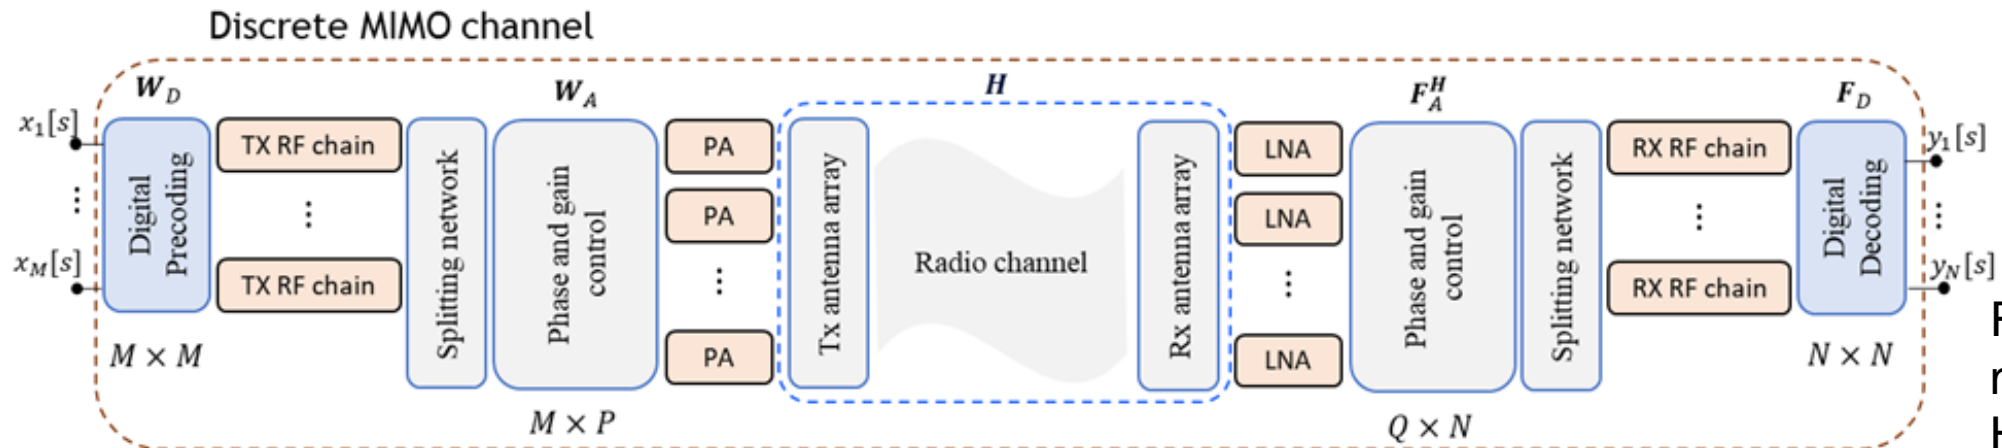 Discrete MIMO channel
W_D
W_A
H
F_A^H
F_D
x_1[s]
⋮
x_M[s]
Digital
Precoding
TX RF chain
⋮
TX RF chain
Splitting network
Phase and gain
control
PA
PA
⋮
PA
Tx antenna array
Radio channel
Rx antenna array
LNA
LNA
⋮
LNA
Phase and gain
control
Splitting network
RX RF chain
⋮
RX RF chain
Digital
Decoding
y_1[s]
⋮
y_N[s]
M × M
M × P
Q × N
N × N